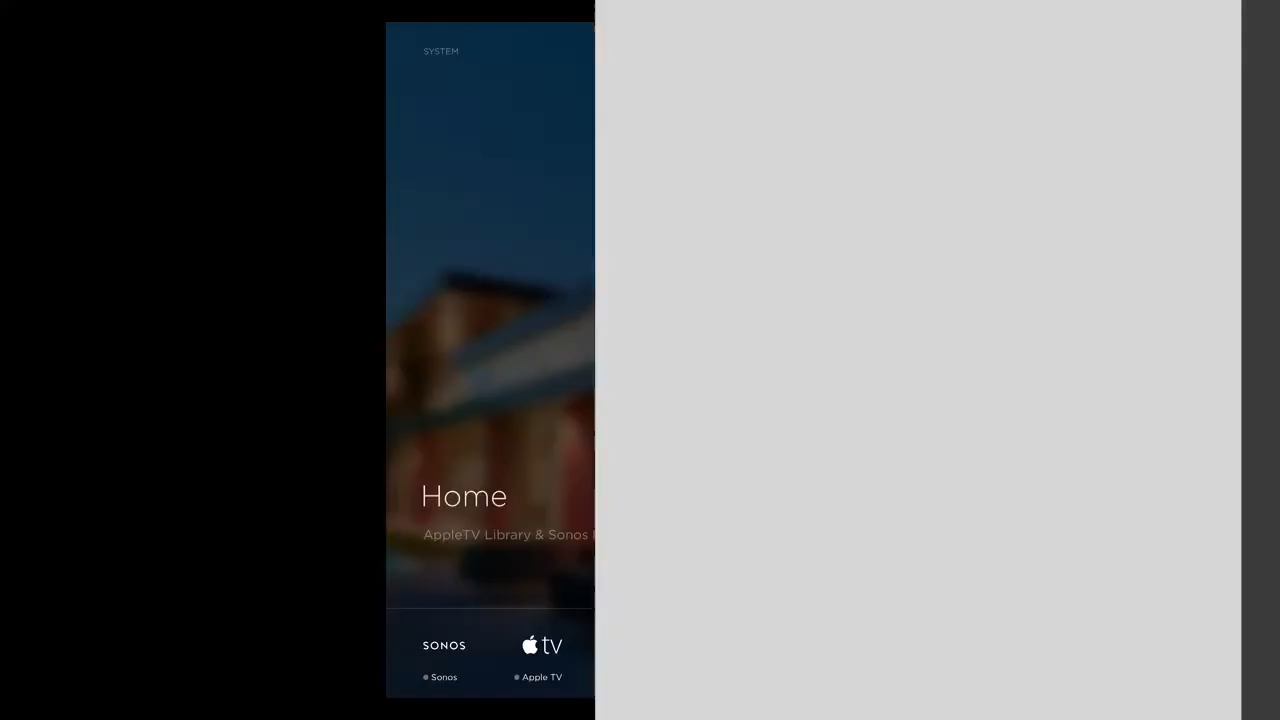 SYSTEM
Home
AppleTV Library & Sonos
SONOS tv
Sonos Apple TV